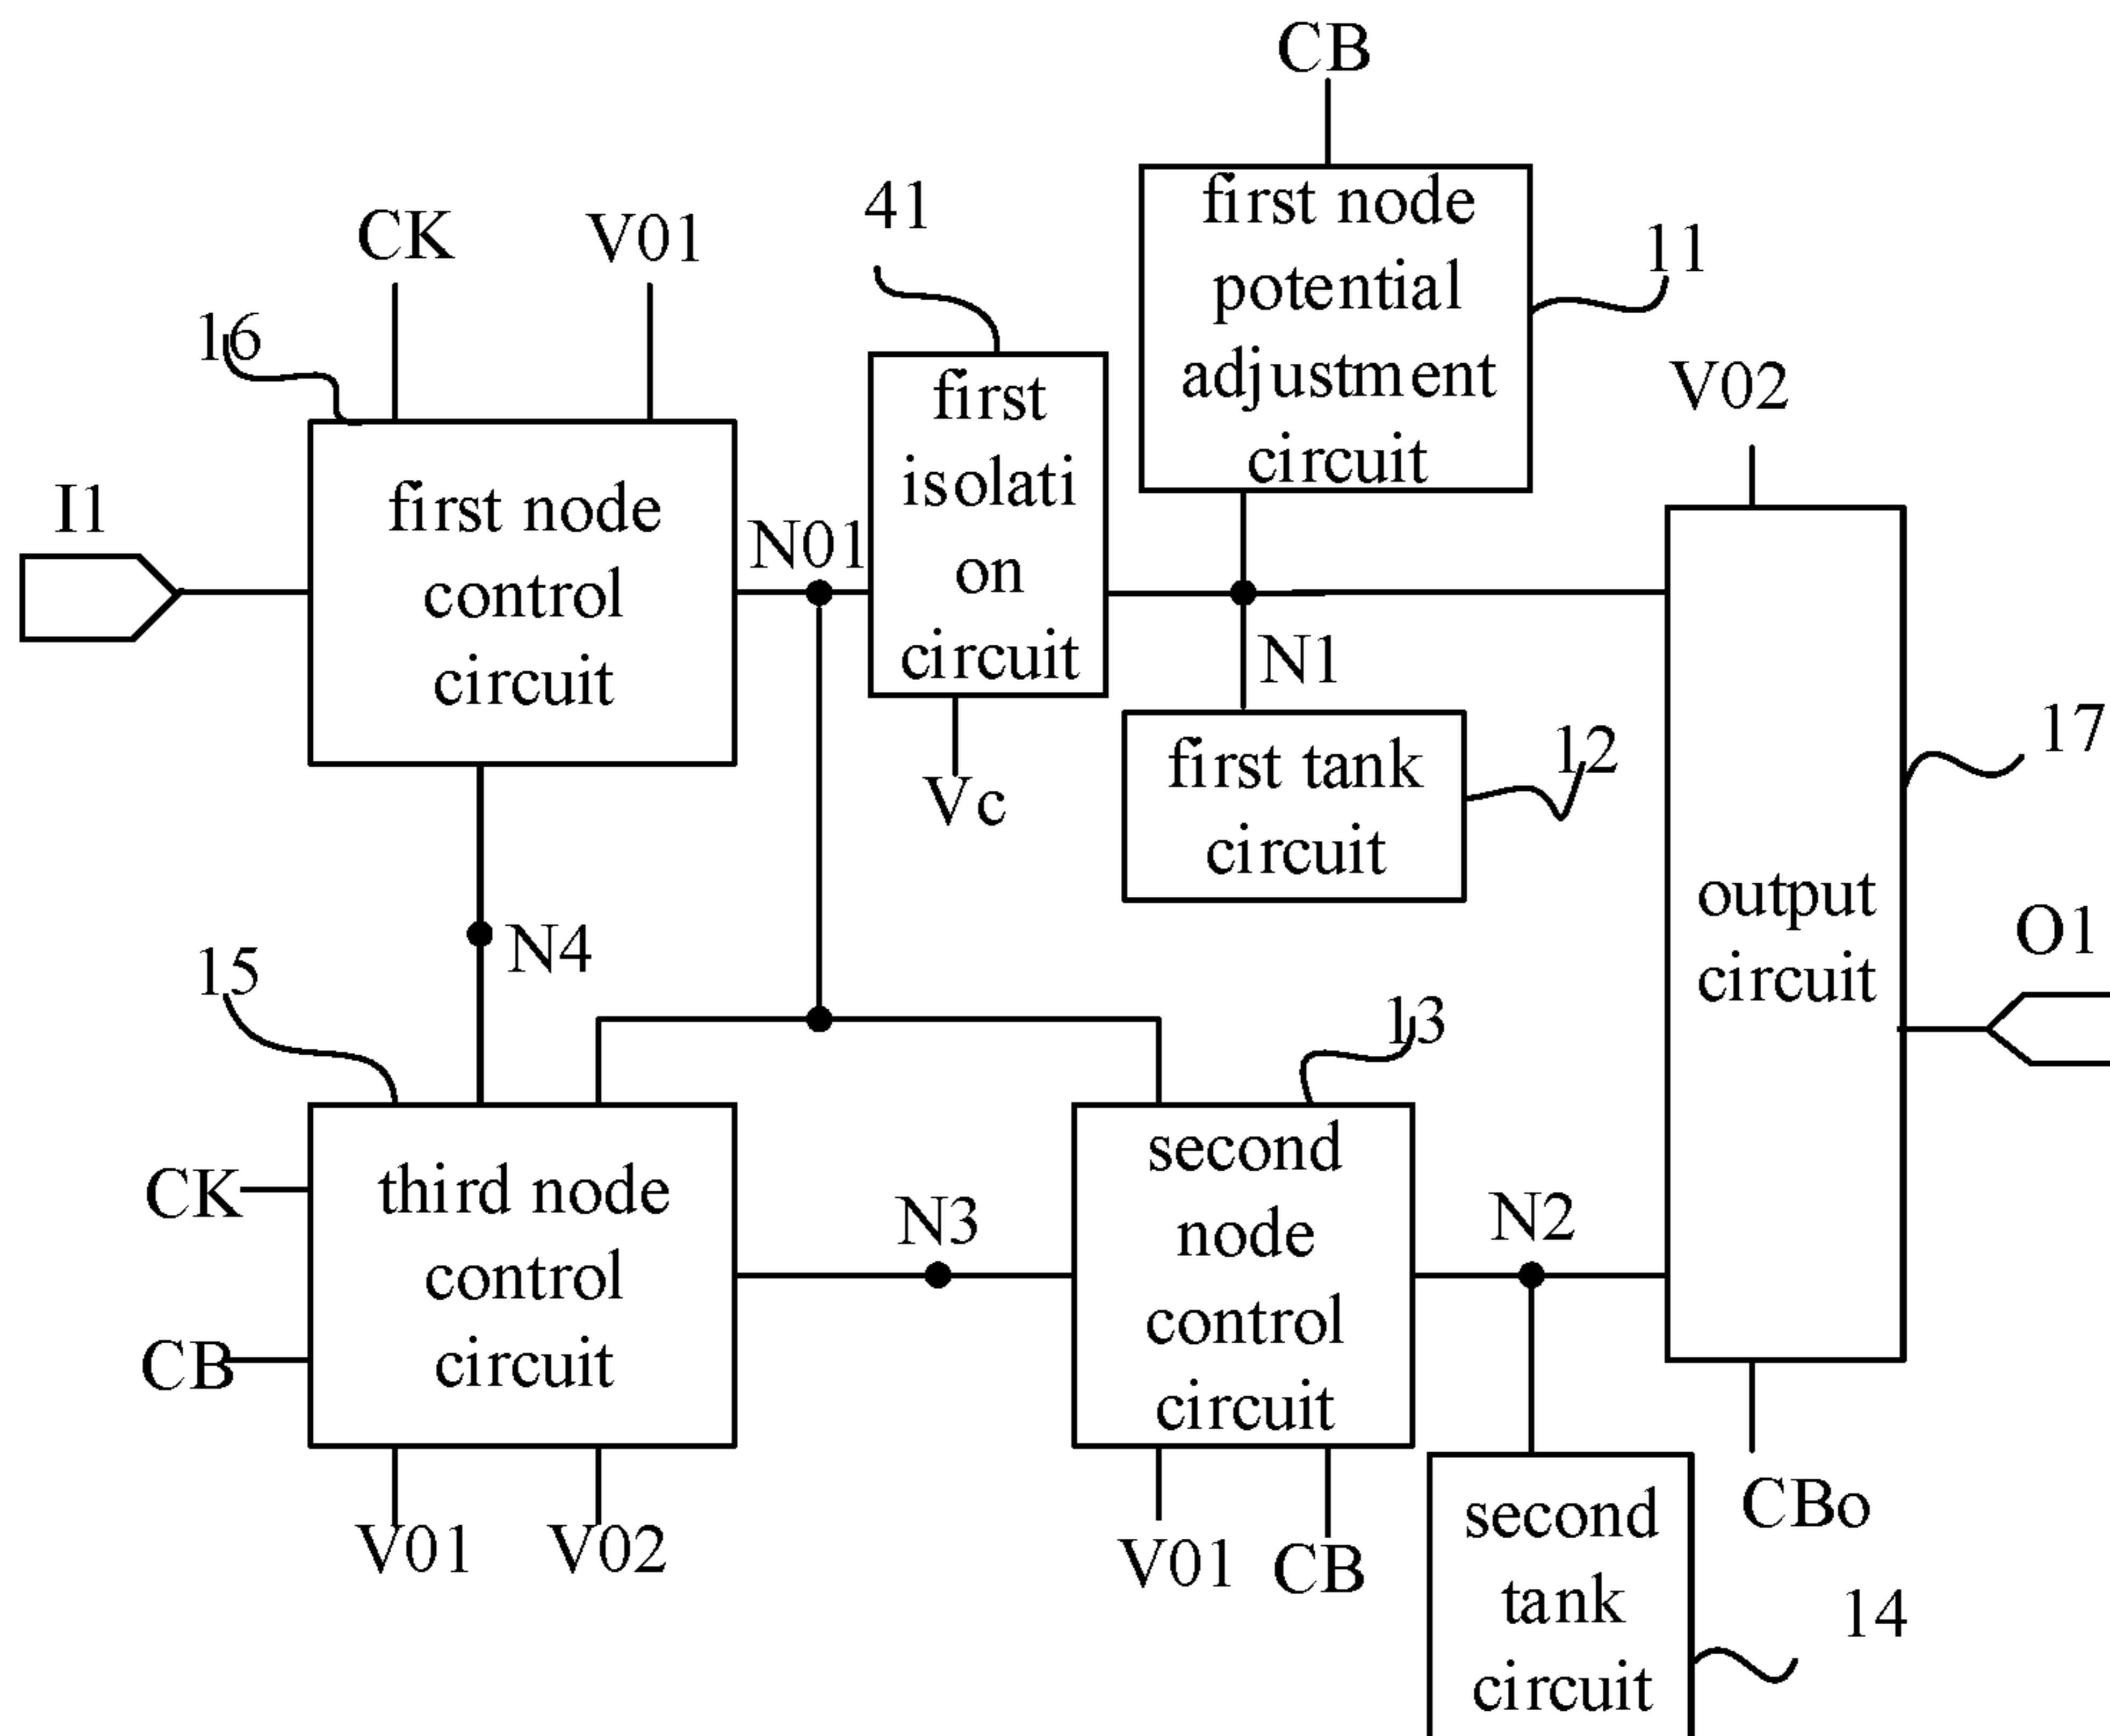 CB
first node
potential
adjustment
circuit
11
41
CK
V01
16
first node
control
circuit
I1
N01
first
isolati
on
circuit
Vc
N1
V02
first tank
circuit
12
17
output
circuit
O1
N4
15
13
third node
control
circuit
CK
CB
V01
V02
N3
second
node
control
circuit
V01
CB
N2
CBo
second
tank
circuit
14